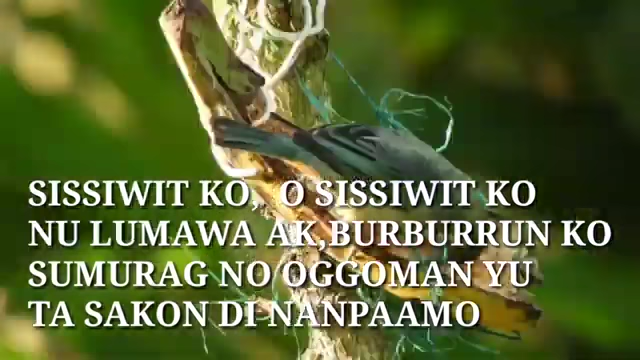 SISSIWIT KO, O SISSIWIT KO
NU LUMAWA AK,BURBURRUN KO
SUMURAG NO OGGOMAN YU
TA SAKON DI NANPAAMO